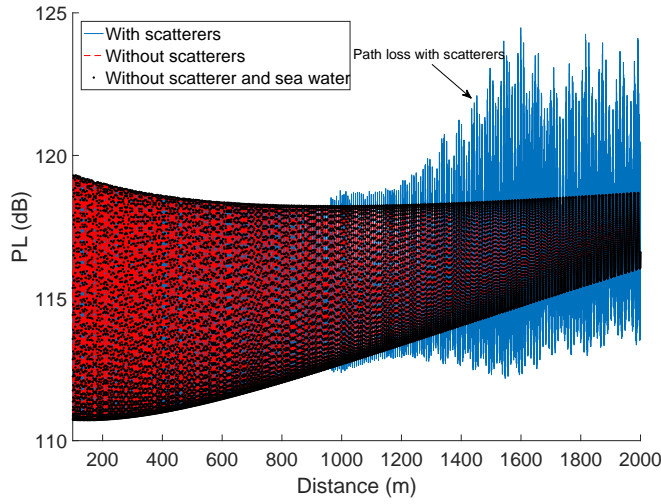 125
With scatterers
Without scatterers
Without scatterer and sea water
Path loss with scatterers
120
PL (dB)
115
110
200 400 600 800 1000 1200 1400 1600 1800 2000
Distance (m)